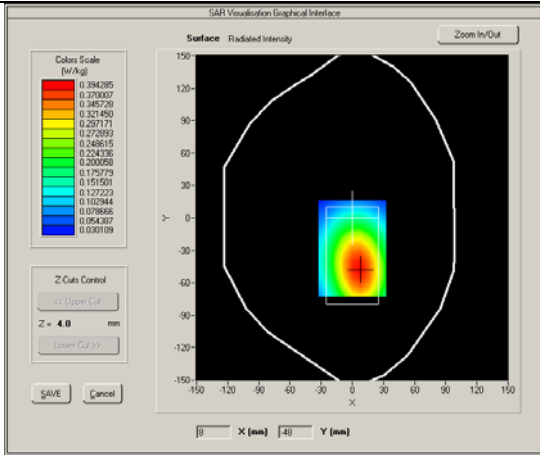 SAR Visualisation Graphical Interface
Surface Radiated Intensity
Zoom In/Out
Colors Scale
(W/kg)
0.394285
0.370007
0.345728
0.321450
0.297171
0.272893
0.248615
0.224336
0.200058
0.175779
0.151501
0.127223
0.102944
0.078666
0.054387
0.030109
Z-Cuts Control
<< Upper Cut
Z = 4.0 mm
Lower Cut >>
SAVE Cancel
150-
120-
90-
60-
30-
0-
-30-
-60-
-90-
-120-
-150-
Y
-150 -120 -90 -60 -30 0 30 60 90 120 150
X
8 X (mm) -48 Y (mm)